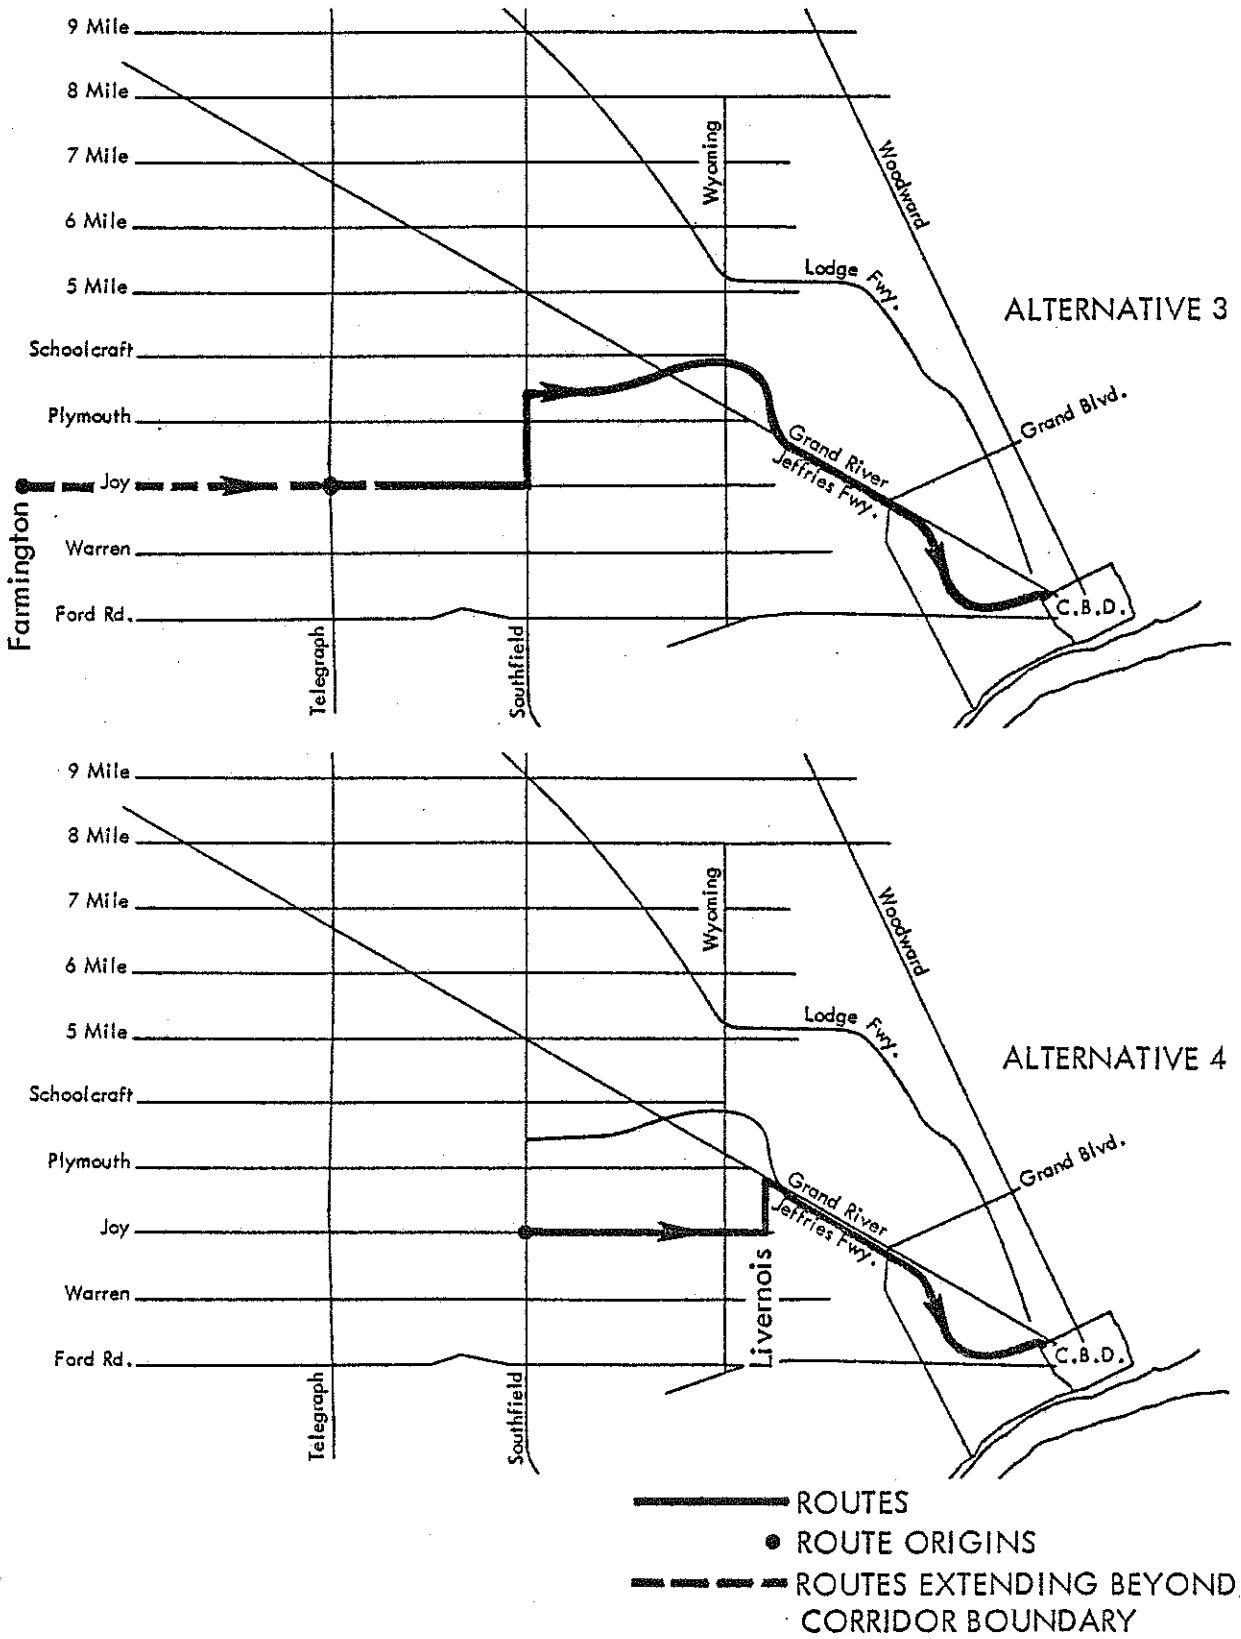 9 Mile
8 Mile
7 Mile
6 Mile
5 Mile
Schoolcraft
Plymouth
Joy
Warren
Ford Rd.
Farmington
Telegraph
Southfield
Wyoming
Woodward
Lodge Fwy.
ALTERNATIVE 3
Grand Blvd.
Grand River
Jeffries Fwy.
C.B.D.
9 Mile
8 Mile
7 Mile
6 Mile
5 Mile
Schoolcraft
Plymouth
Joy
Warren
Ford Rd.
Telegraph
Southfield
Wyoming
Livernois
Woodward
Lodge Fwy.
ALTERNATIVE 4
Grand Blvd.
Grand River
Jeffries Fwy.
C.B.D.
ROUTES
ROUTE ORIGINS
ROUTES EXTENDING BEYOND
CORRIDOR BOUNDARY